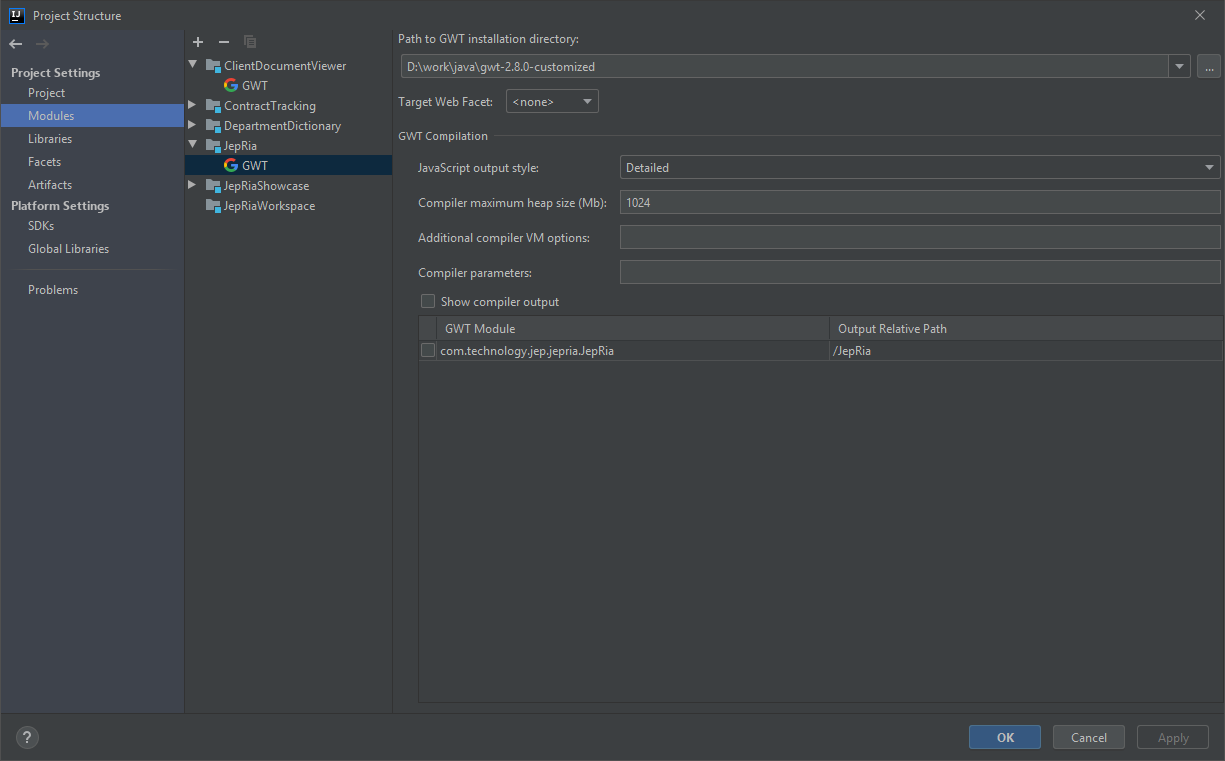 Project Structure
Project Settings
Project
Modules
Libraries
Facets
Artifacts
Platform Settings
SDKs
Global Libraries
Problems
ClientDocumentViewer
GWT
ContractTracking
DepartmentDictionary
JepRia
GWT
JepRiaShowcase
JepRiaWorkspace
Path to GWT installation directory:
D:\work\java\gwt-2.8.0-customized
...
Target Web Facet: <none>
GWT Compilation
JavaScript output style: Detailed
Compiler maximum heap size (Mb): 1024
Additional compiler VM options:
Compiler parameters:
Show compiler output
GWT Module Output Relative Path
com.technology.jep.jepria.JepRia /JepRia
?
OK Cancel Apply